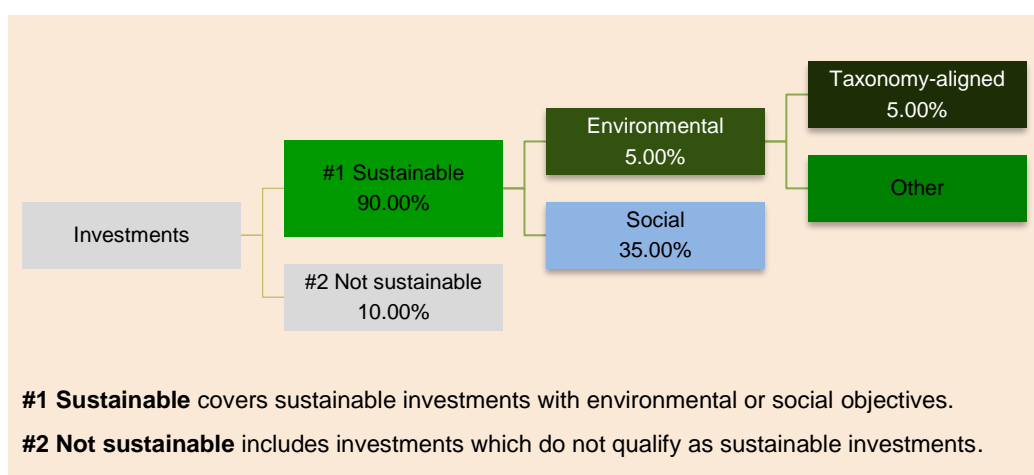 Investments
#1 Sustainable
90.00%
#2 Not sustainable
10.00%
Environmental
5.00%
Social
35.00%
Taxonomy-aligned
5.00%
Other
#1 Sustainable covers sustainable investments with environmental or social objectives.
#2 Not sustainable includes investments which do not qualify as sustainable investments.